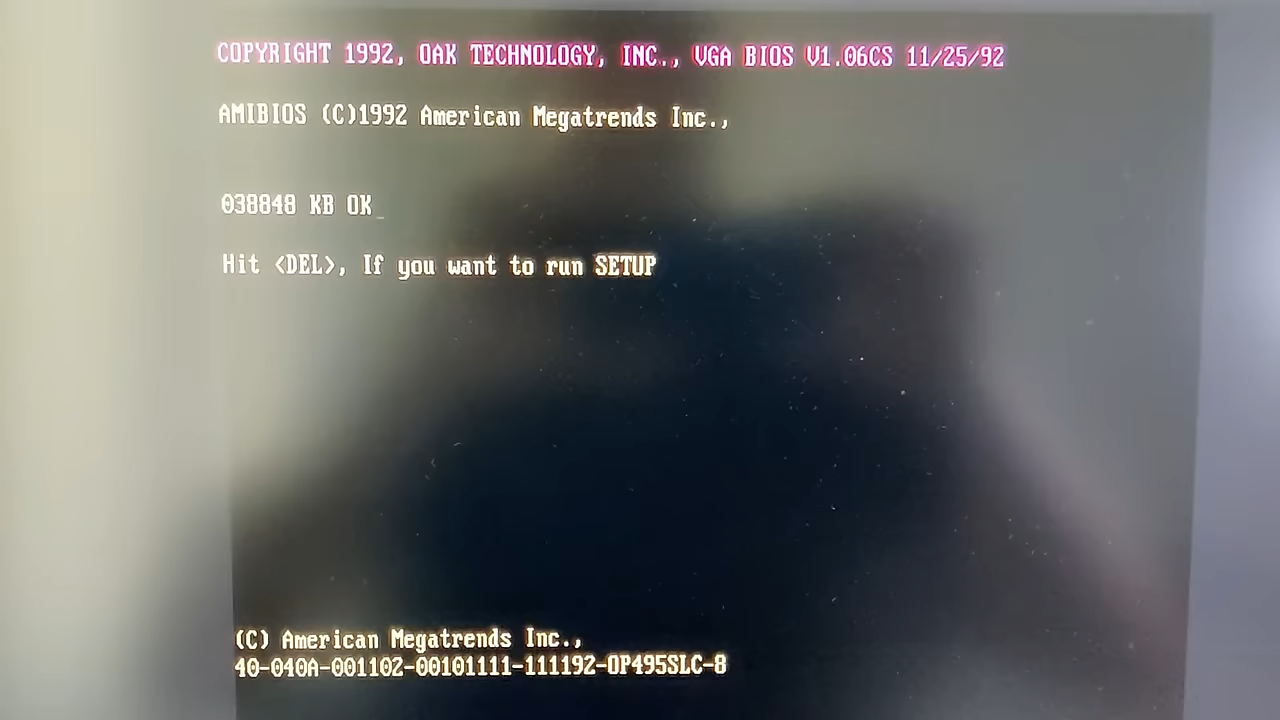 COPYRIGHT 1992, OAK TECHNOLOGY, INC., VGA BIOS V1.06CS 11/25/92
AMIBIOS (C)1992 American Megatrends Inc.,
038848 KB OK_
Hit <DEL>, If you want to run SETUP
(C) American Megatrends Inc.,
40-040A-001102-00101111-111192-OP495SLC-8